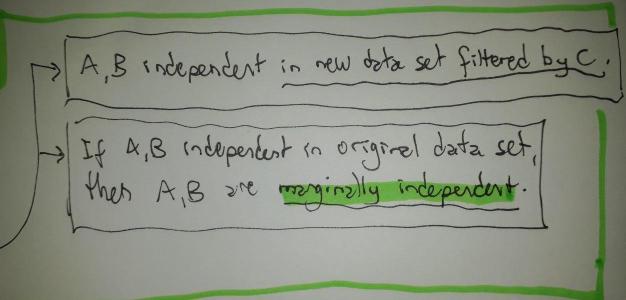 A,B independent in new data set filtered by C.
If A,B independent in original data set,
then A,B are marginally independent.